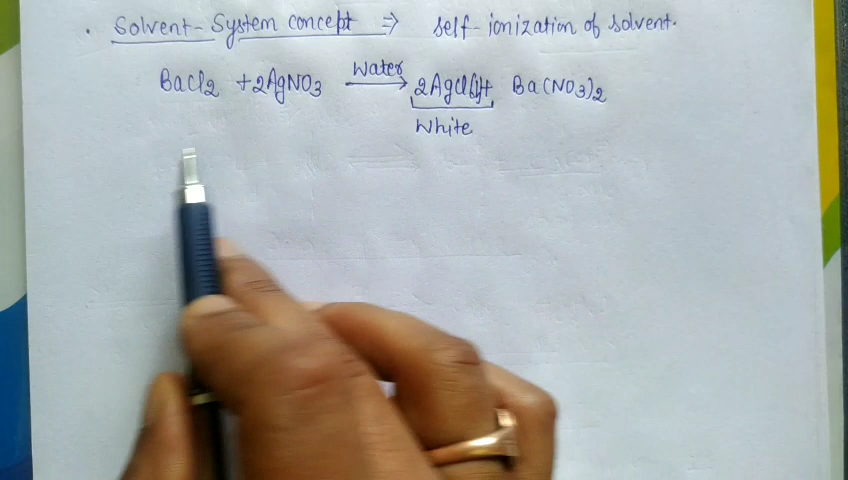 . Solvent-System concept ⇒ self-ionization of solvent.
Water
BaCl2 + 2AgNO3 → 2AgCl(s)+ Ba(NO3)2
White